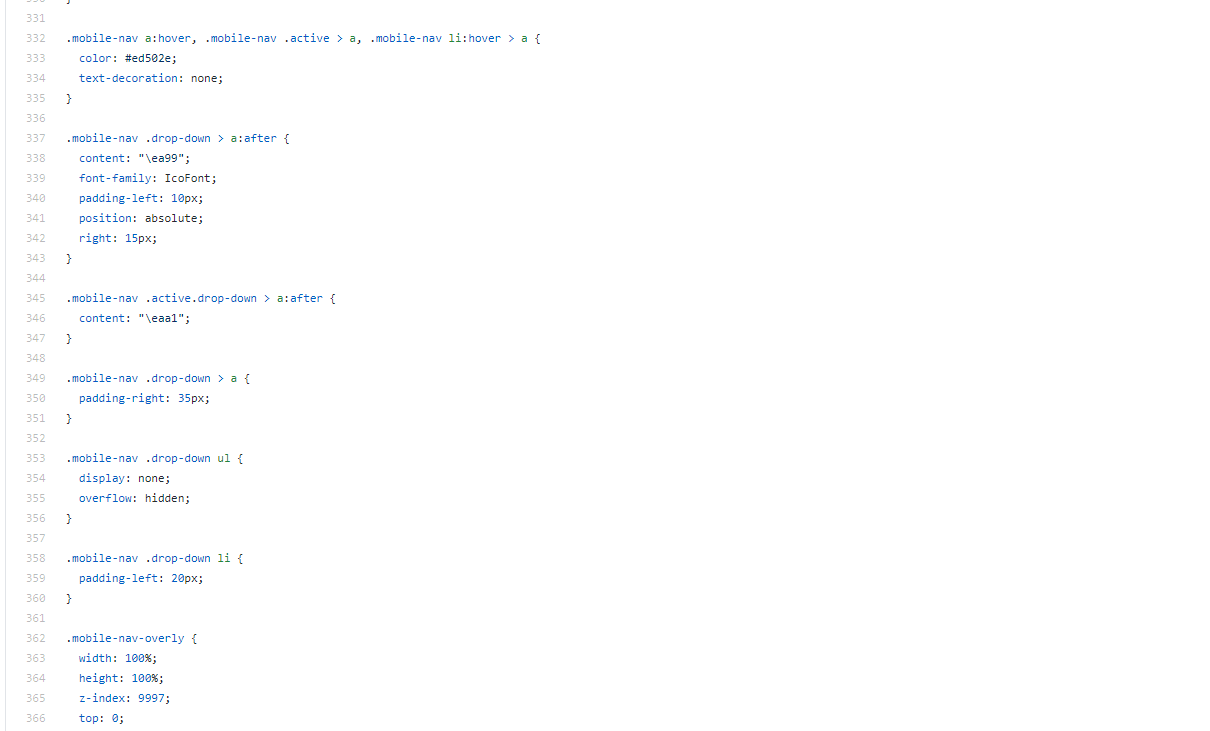 331
332 .mobile-nav a:hover, .mobile-nav .active > a, .mobile-nav li:hover > a {
333 color: #ed502e;
334 text-decoration: none;
335 }
336
337 .mobile-nav .drop-down > a:after {
338 content: "\ea99";
339 font-family: IcoFont;
340 padding-left: 10px;
341 position: absolute;
342 right: 15px;
343 }
344
345 .mobile-nav .active.drop-down > a:after {
346 content: "\eaa1";
347 }
348
349 .mobile-nav .drop-down > a {
350 padding-right: 35px;
351 }
352
353 .mobile-nav .drop-down ul {
354 display: none;
355 overflow: hidden;
356 }
357
358 .mobile-nav .drop-down li {
359 padding-left: 20px;
360 }
361
362 .mobile-nav-overly {
363 width: 100%;
364 height: 100%;
365 z-index: 9997;
366 top: 0;